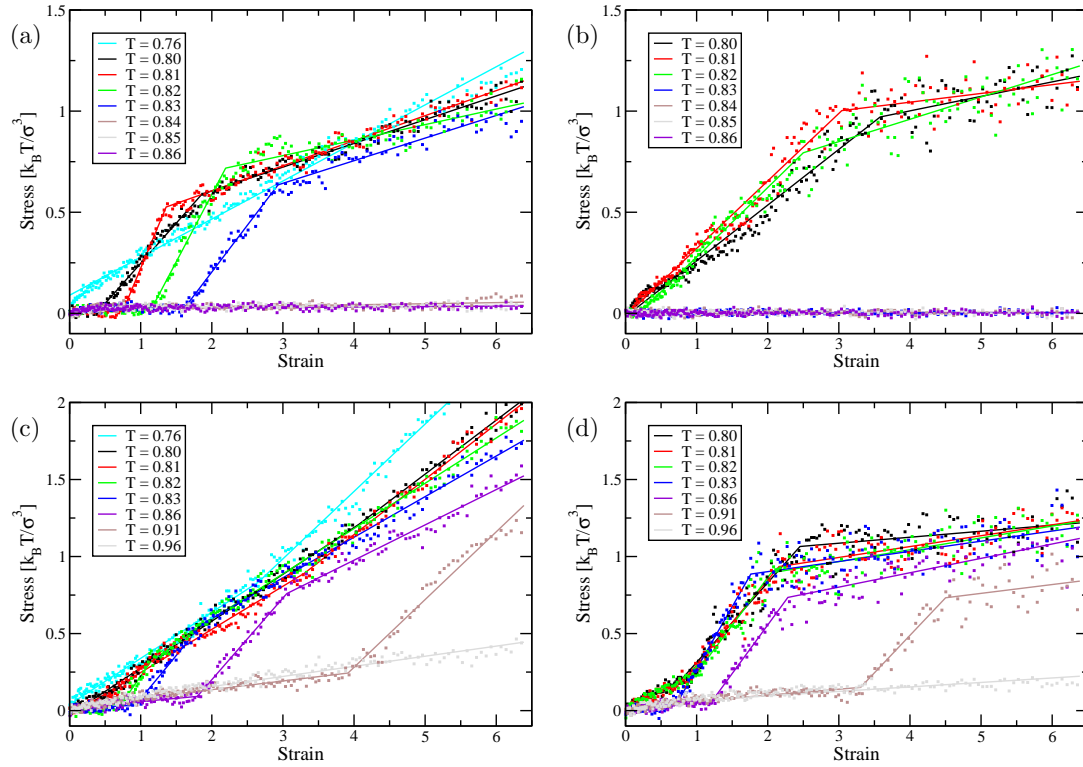 (a)
1.5
1
0.5
0
Stress [k_BT/σ^3]
T = 0.76
T = 0.80
T = 0.81
T = 0.82
T = 0.83
T = 0.84
T = 0.85
T = 0.86
0 1 2 3 4 5 6
Strain
(b)
1.5
1
0.5
0
Stress [k_BT/σ^3]
T = 0.80
T = 0.81
T = 0.82
T = 0.83
T = 0.84
T = 0.85
T = 0.86
0 1 2 3 4 5 6
Strain
(c)
2
1.5
1
0.5
0
Stress [k_BT/σ^3]
T = 0.76
T = 0.80
T = 0.81
T = 0.82
T = 0.83
T = 0.86
T = 0.91
T = 0.96
0 1 2 3 4 5 6
Strain
(d)
2
1.5
1
0.5
0
Stress [k_BT/σ^3]
T = 0.80
T = 0.81
T = 0.82
T = 0.83
T = 0.86
T = 0.91
T = 0.96
0 1 2 3 4 5 6
Strain